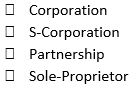 ☐ Corporation
☐ S-Corporation
☐ Partnership
☐ Sole-Proprietor